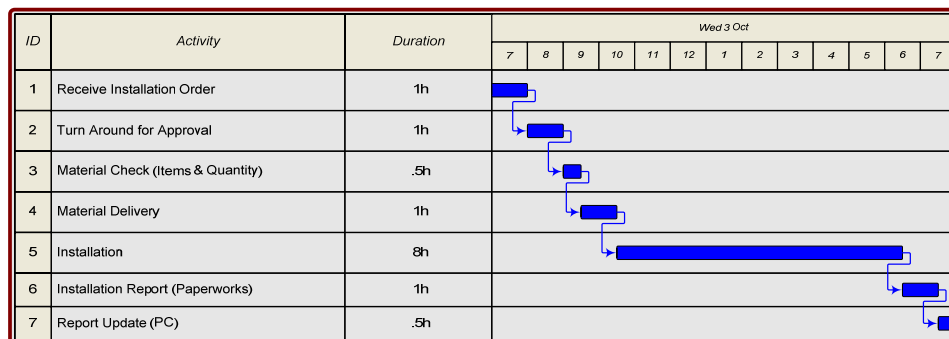 ID Activity Duration Wed 3 Oct
7 8 9 10 11 12 1 2 3 4 5 6 7
1 Receive Installation Order 1h
2 Turn Around for Approval 1h
3 Material Check (Items & Quantity) .5h
4 Material Delivery 1h
5 Installation 8h
6 Installation Report (Paperworks) 1h
7 Report Update (PC) .5h